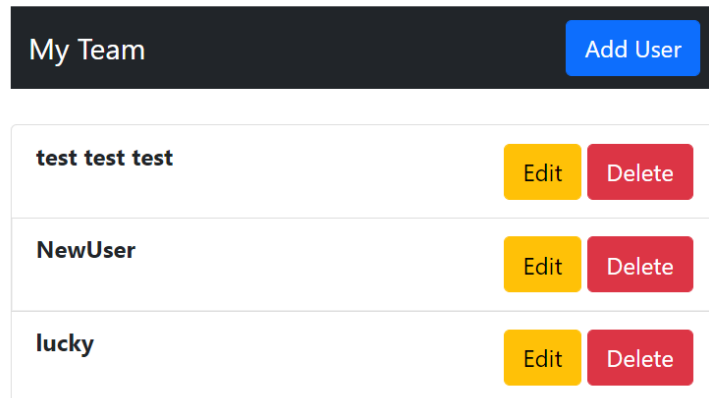 My Team Add User
test test test Edit Delete
NewUser Edit Delete
lucky Edit Delete